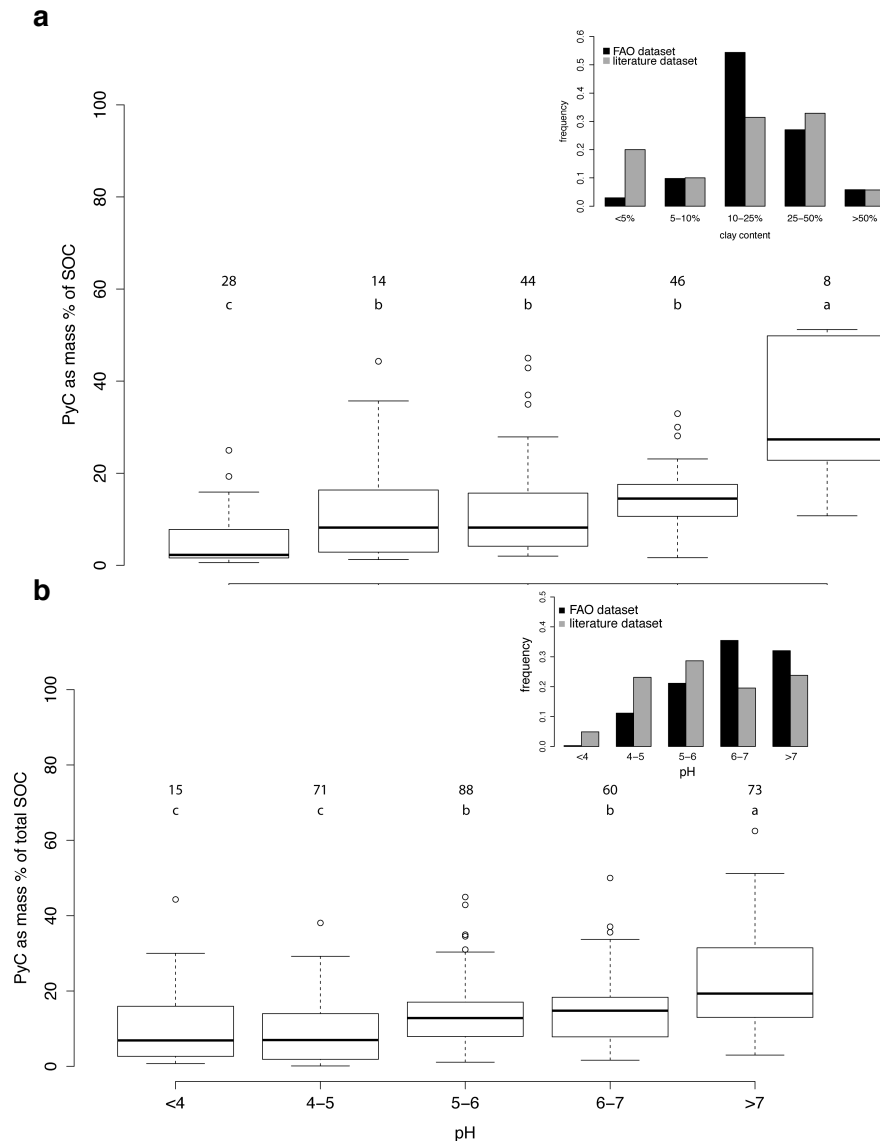 a
FAO dataset
literature dataset
frequency
0.0 0.1 0.2 0.3 0.4 0.5 0.6
<5% 5–10% 10–25% 25–50% >50%
clay content
PyC as mass % of SOC
0 20 40 60 80 100
28 14 44 46 8
c b b b a
b
FAO dataset
literature dataset
frequency
0.0 0.1 0.2 0.3 0.4 0.5
<4 4–5 5–6 6–7 >7
pH
PyC as mass % of total SOC
0 20 40 60 80 100
15 71 88 60 73
c c b b a
<4 4–5 5–6 6–7 >7
pH